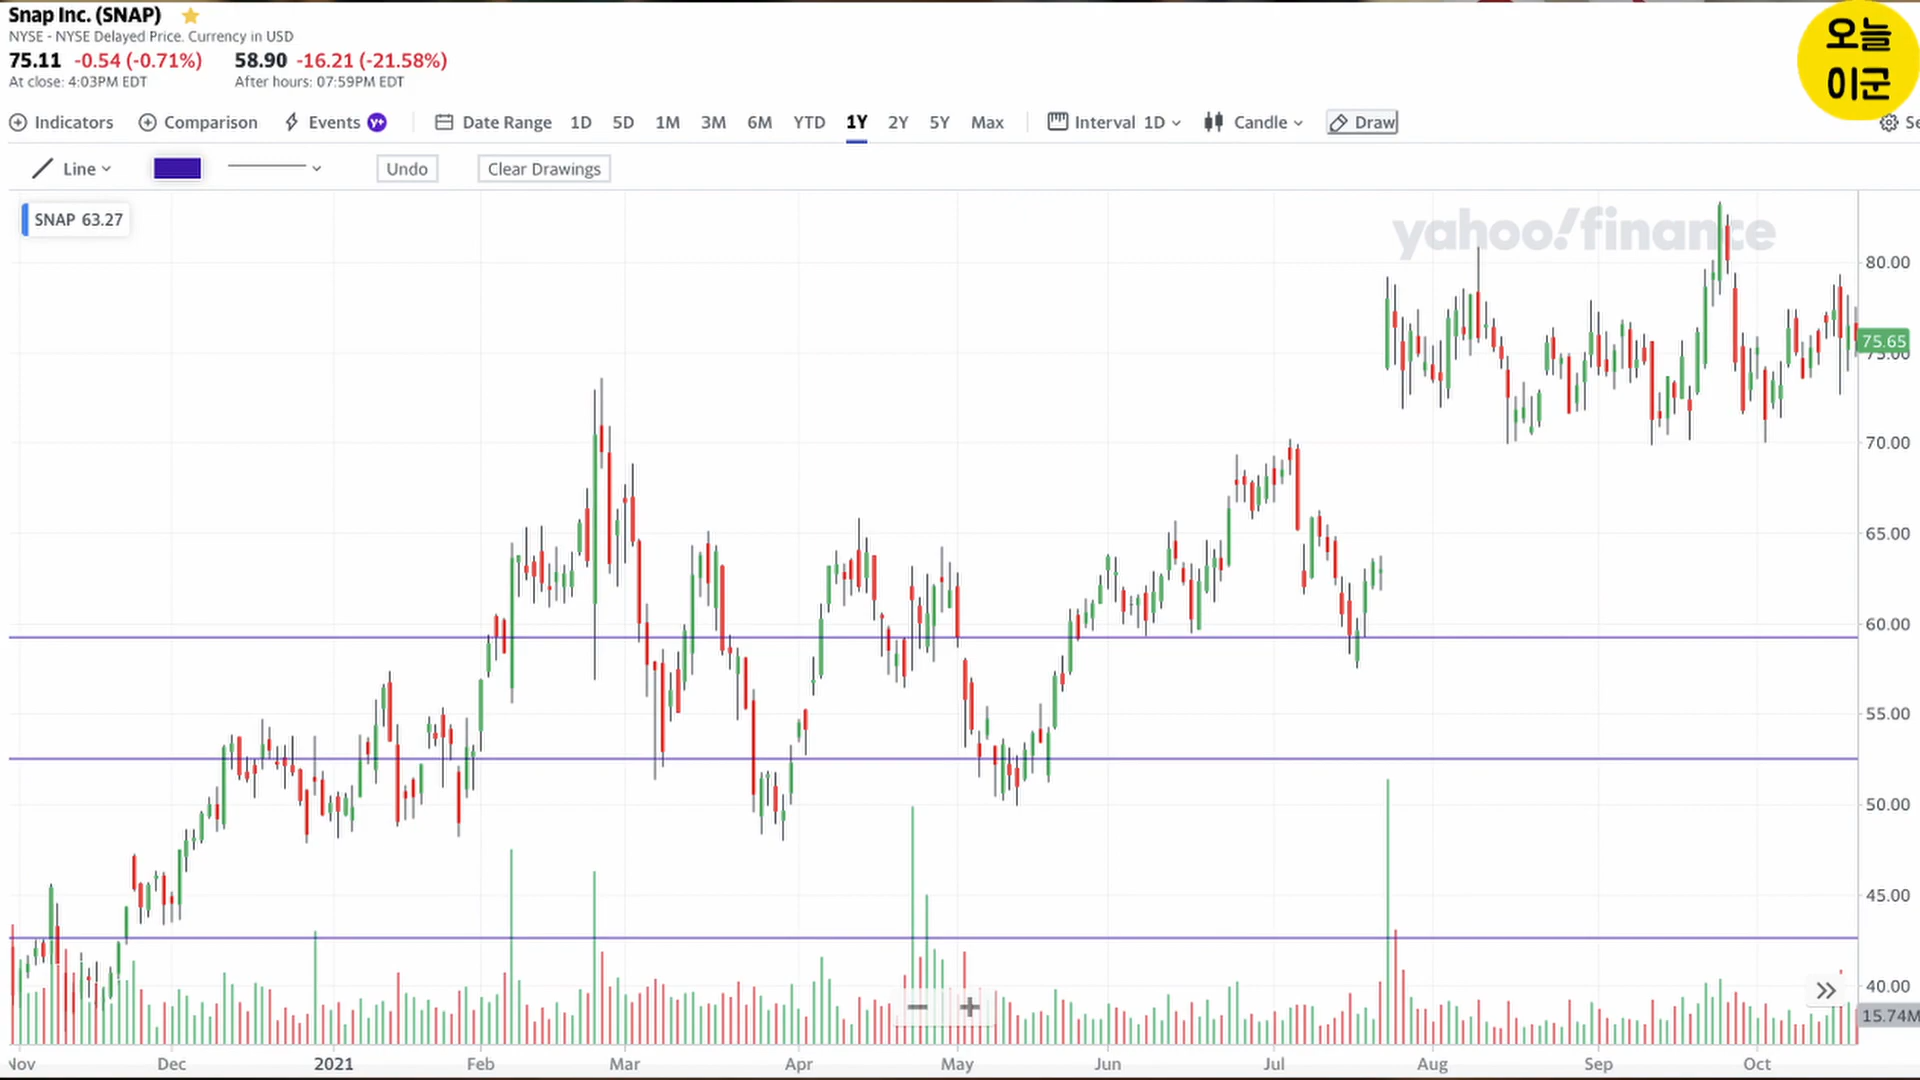 Snap Inc. (SNAP)
NYSE - NYSE Delayed Price. Currency in USD
75.11 -0.54 (-0.71%) 58.90 -16.21 (-21.58%)
At close: 4:03PM EDT After hours: 07:59PM EDT
오늘
이군
Indicators Comparison Events Y+ Date Range 1D 5D 1M 3M 6M YTD 1Y 2Y 5Y Max Interval 1D Candle Draw Se
Line Undo Clear Drawings
SNAP 63.27
yahoo!finance
80.00
75.65
75.00
70.00
65.00
60.00
55.00
50.00
45.00
40.00
15.74M
Nov Dec 2021 Feb Mar Apr May Jun Jul Aug Sep Oct